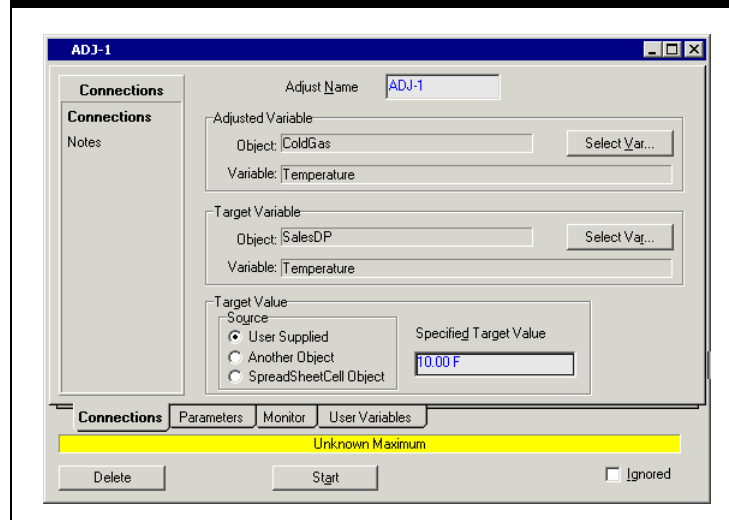 ADJ-1
Connections
Connections
Notes
Adjust Name ADJ-1
Adjusted Variable
Object: ColdGas Select Var...
Variable: Temperature
Target Variable
Object: SalesDP Select Var...
Variable: Temperature
Target Value
Source
User Supplied
Another Object
SpreadSheetCell Object
Specified Target Value
10.00 F
Connections Parameters Monitor User Variables
Unknown Maximum
Delete Start Ignored